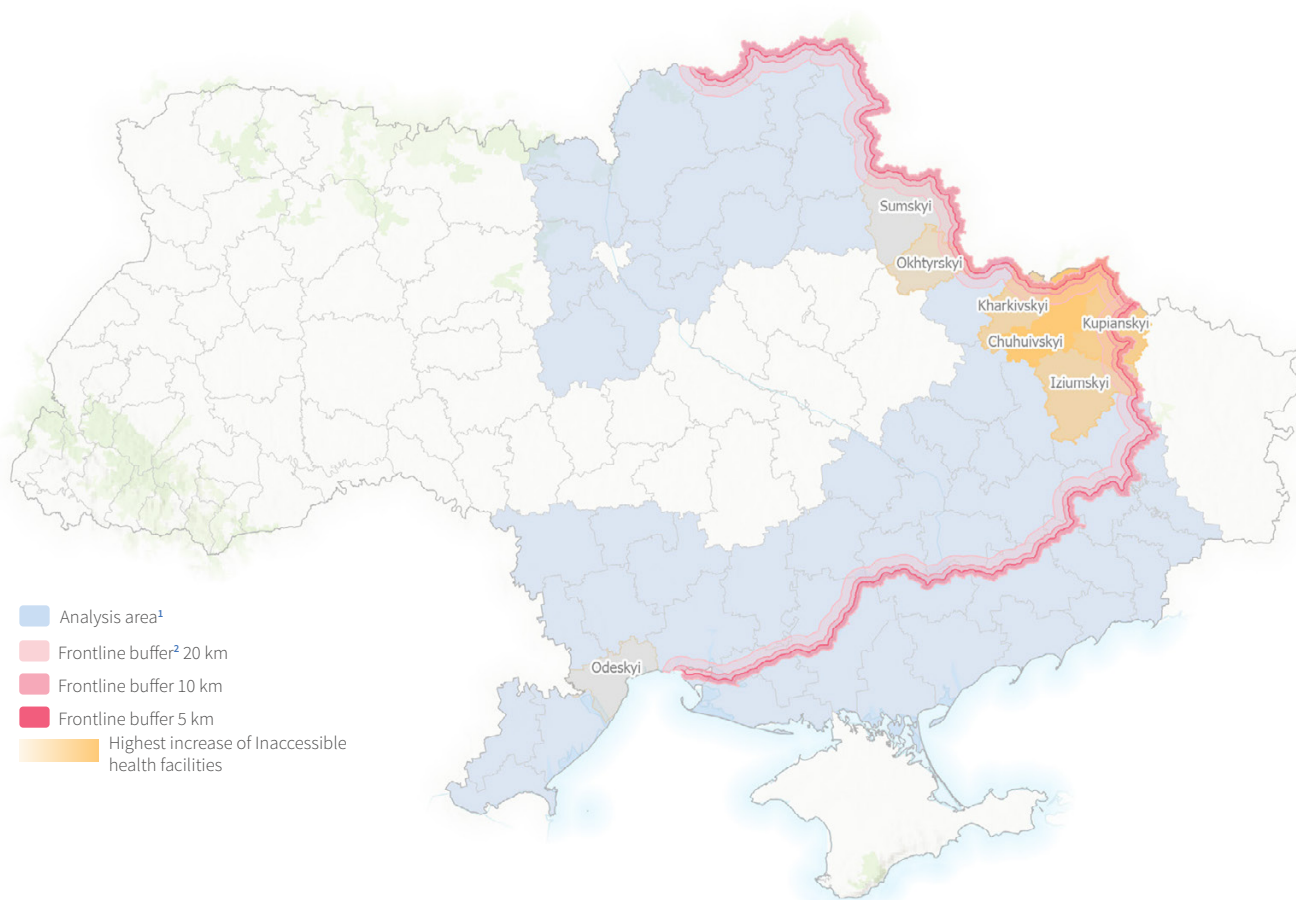 Sumskyi
Okhtyrskyi
Kharkivskyi
Kupianskyi
Chuhuivskyi
Iziumskyi
Odeskyi
Analysis area¹
Frontline buffer² 20 km
Frontline buffer 10 km
Frontline buffer 5 km
Highest increase of Inaccessible
health facilities